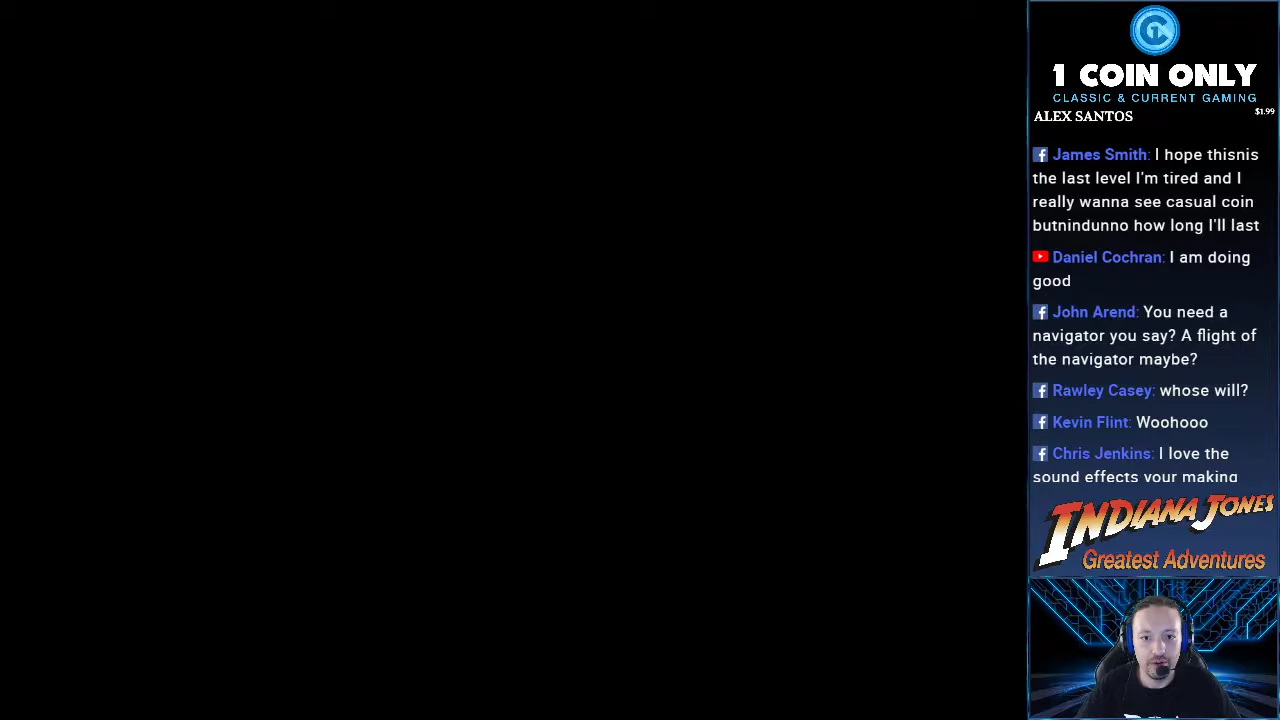 1 COIN ONLY
CLASSIC & CURRENT GAMING
ALEX SANTOS $1.99
James Smith: I hope thisnis
the last level I'm tired and I
really wanna see casual coin
butnindunno how long I'll last
Daniel Cochran: I am doing
good
John Arend: You need a
navigator you say? A flight of
the navigator maybe?
Rawley Casey: whose will?
Kevin Flint: Woohooo
Chris Jenkins: I love the
sound effects your making
INDIANA JONES
Greatest Adventures